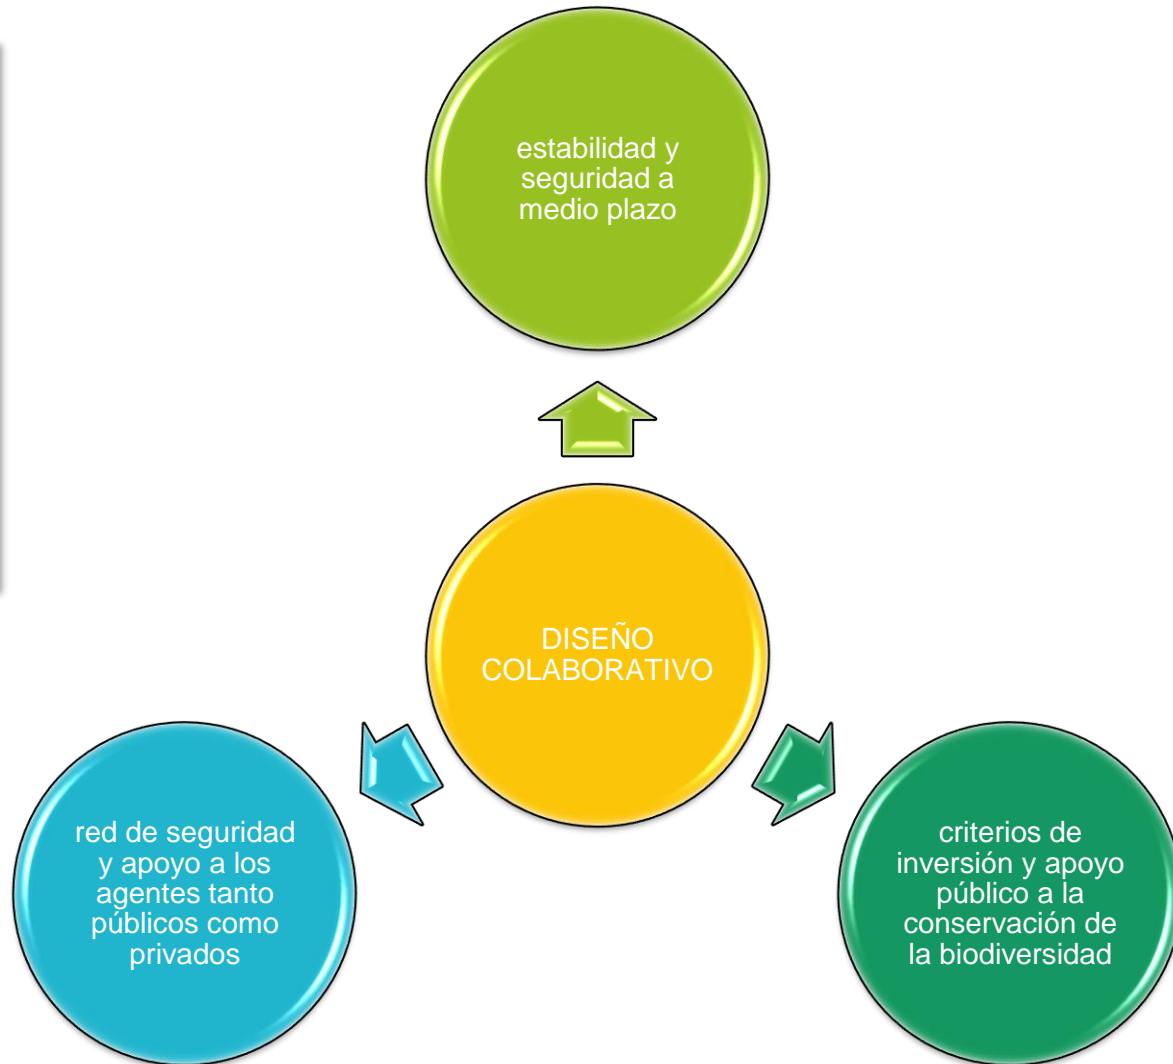 estabilidad y
seguridad a
medio plazo
DISEÑO
COLABORATIVO
red de seguridad
y apoyo a los
agentes tanto
públicos como
privados
criterios de
inversión y apoyo
público a la
conservación de
la biodiversidad